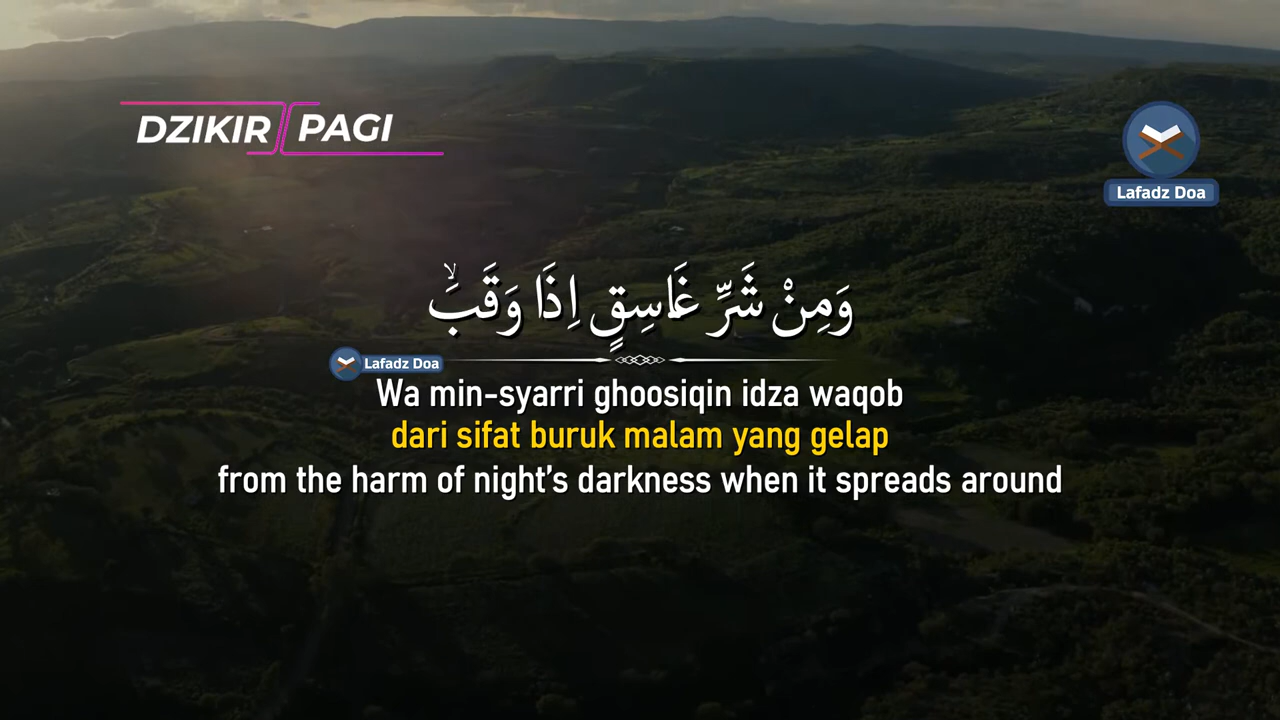 DZIKIR PAGI
Lafadz Doa
وَمِنْ شَرِّ غَاسِقٍ اِذَا وَقَبَۙ
Lafadz Doa
Wa min-syarri ghoosiqin idza waqob
dari sifat buruk malam yang gelap
from the harm of night’s darkness when it spreads around